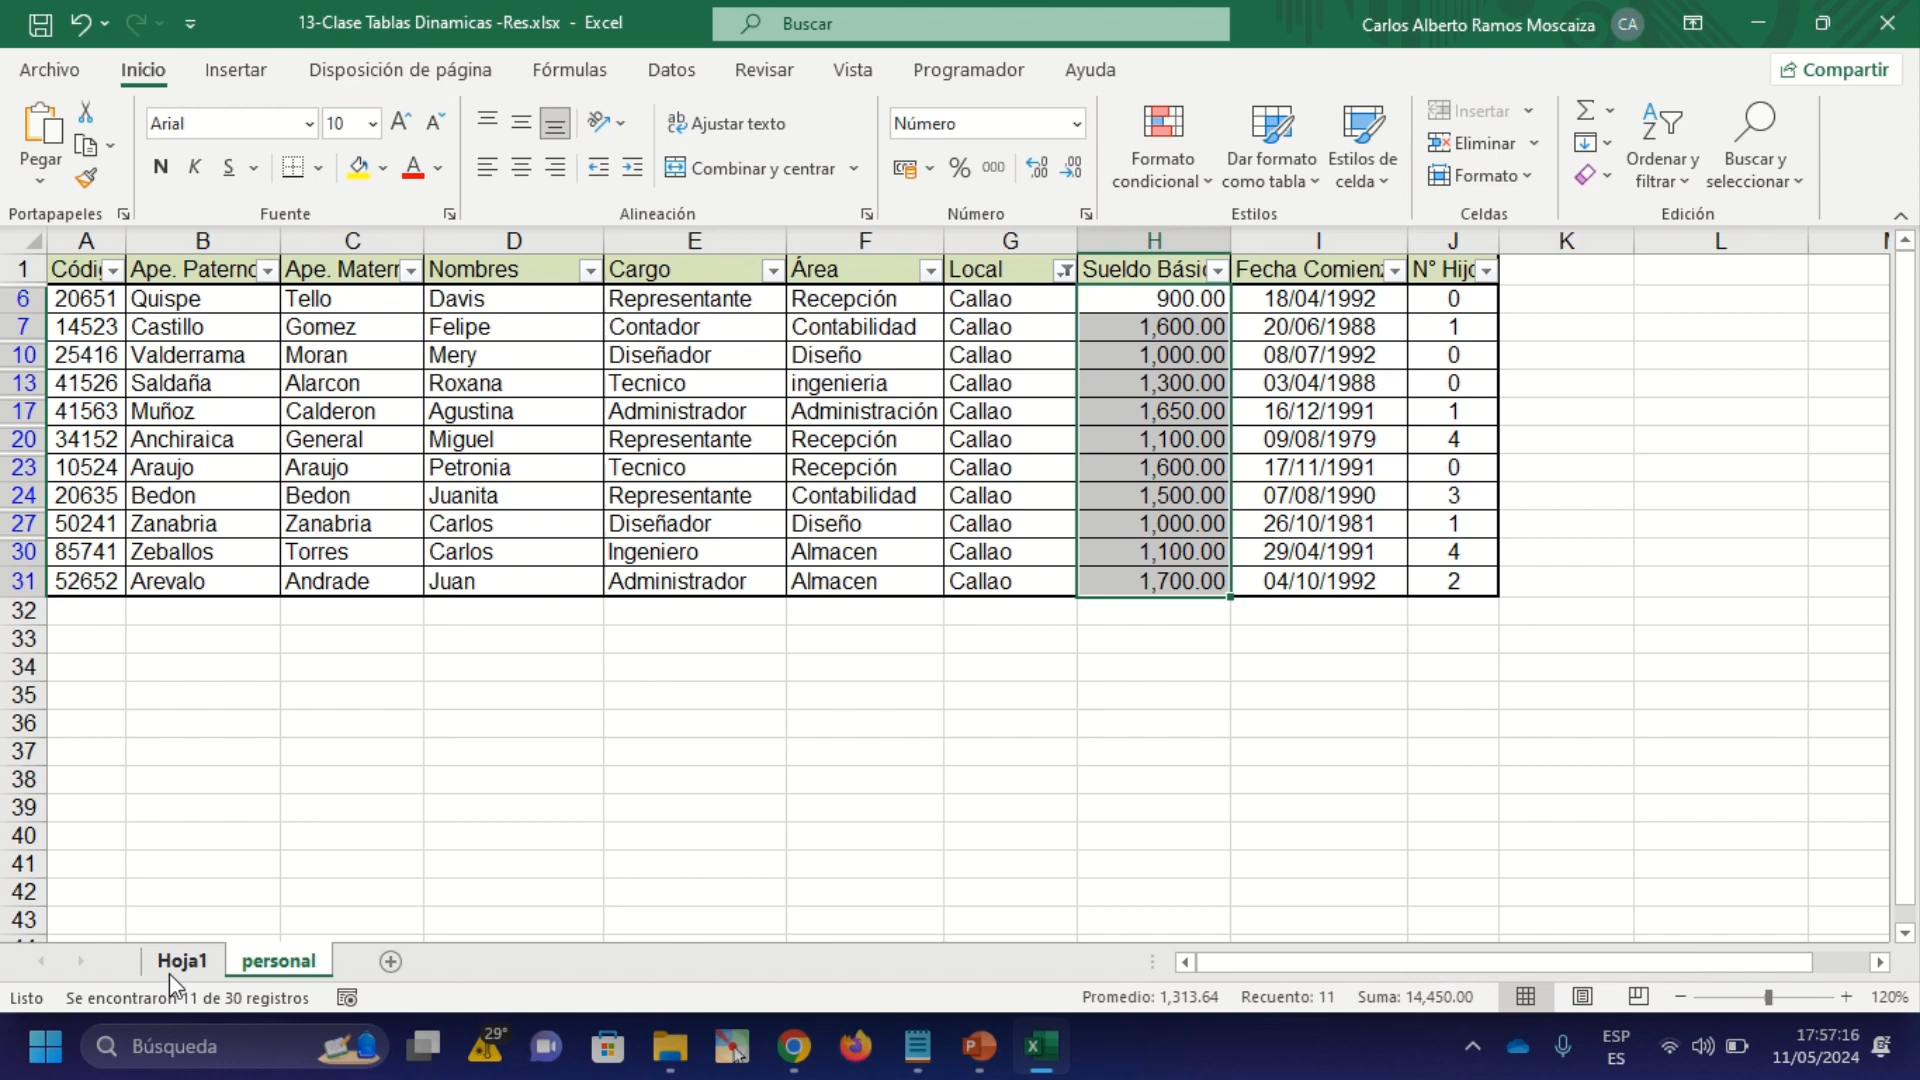 13-Clase Tablas Dinamicas -Res.xlsx - Excel
Buscar
Carlos Alberto Ramos Moscaiza CA
Archivo Inicio Insertar Disposición de página Fórmulas Datos Revisar Vista Programador Ayuda Compartir
Pegar
Arial 10
N K S
Ajustar texto
Combinar y centrar
Número
% 000
Formato condicional
Dar formato como tabla
Estilos de celda
Insertar
Eliminar
Formato
Ordenar y filtrar
Buscar y seleccionar
Portapapeles Fuente Alineación Número Estilos Celdas Edición
A B C D E F G H I J K L
1 Códi Ape. Paterno Ape. Matern Nombres Cargo Área Local Sueldo Bási Fecha Comienz N° Hijo
6 20651 Quispe Tello Davis Representante Recepción Callao 900.00 18/04/1992 0
7 14523 Castillo Gomez Felipe Contador Contabilidad Callao 1,600.00 20/06/1988 1
10 25416 Valderrama Moran Mery Diseñador Diseño Callao 1,000.00 08/07/1992 0
13 41526 Saldaña Alarcon Roxana Tecnico ingenieria Callao 1,300.00 03/04/1988 0
17 41563 Muñoz Calderon Agustina Administrador Administración Callao 1,650.00 16/12/1991 1
20 34152 Anchiraica General Miguel Representante Recepción Callao 1,100.00 09/08/1979 4
23 10524 Araujo Araujo Petronia Tecnico Recepción Callao 1,600.00 17/11/1991 0
24 20635 Bedon Bedon Juanita Representante Contabilidad Callao 1,500.00 07/08/1990 3
27 50241 Zanabria Zanabria Carlos Diseñador Diseño Callao 1,000.00 26/10/1981 1
30 85741 Zeballos Torres Carlos Ingeniero Almacen Callao 1,100.00 29/04/1991 4
31 52652 Arevalo Andrade Juan Administrador Almacen Callao 1,700.00 04/10/1992 2
32
33
34
35
36
37
38
39
40
41
42
43
Hoja1 personal
Listo Se encontraron 11 de 30 registros Promedio: 1,313.64 Recuento: 11 Suma: 14,450.00 120%
Búsqueda 29° ESP 17:57:16
ES 11/05/2024